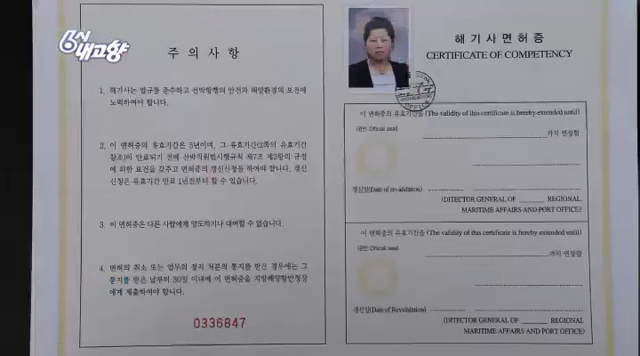 6시
내고향
주 의 사 항
1. 해기사는 법규를 준수하고 선박항행의 안전과 해양환경의 보전에
노력하여야 합니다.
2. 이 면허증의 유효기간은 5년이며, 그 유효기간(2쪽의 유효기간
참조)이 만료되기 전에 선박직원법시행규칙 제7조 제2항의 규정
에 의한 요건을 갖추고 면허증의 갱신신청을 하여야 합니다. 갱신
신청은 유효기간 만료 1년전부터 할 수 있습니다.
3. 이 면허증은 다른 사람에게 양도하거나 대여할 수 없습니다.
4. 면허의 취소 또는 업무의 정지 처분의 통지를 받은 경우에는 그
통지를 받은 날부터 30일 이내에 이 면허증을 지방해양항만청장
에게 제출하여야 합니다.
0336847
해 기 사 면 허 증
CERTIFICATE OF COMPETENCY
이 면허증의 유효기간을 (The validity of this certificate is hereby extended until)
(관인 Official seal)
까지 연장함
갱신일(Date of revalidation)
(DIRECTOR GENERAL OF REGIONAL
MARITIME AFFAIRS AND PORT OFFICE)
이 면허증의 유효기간을 (The validity of this certificate is hereby extended until)
(관인 Official seal)
까지 연장함
갱신일(Date of Revalidation)
(DITECTOR GENERAL OF REGIONAL
MARITIME AFFAIRS AND PORT OFFICE)